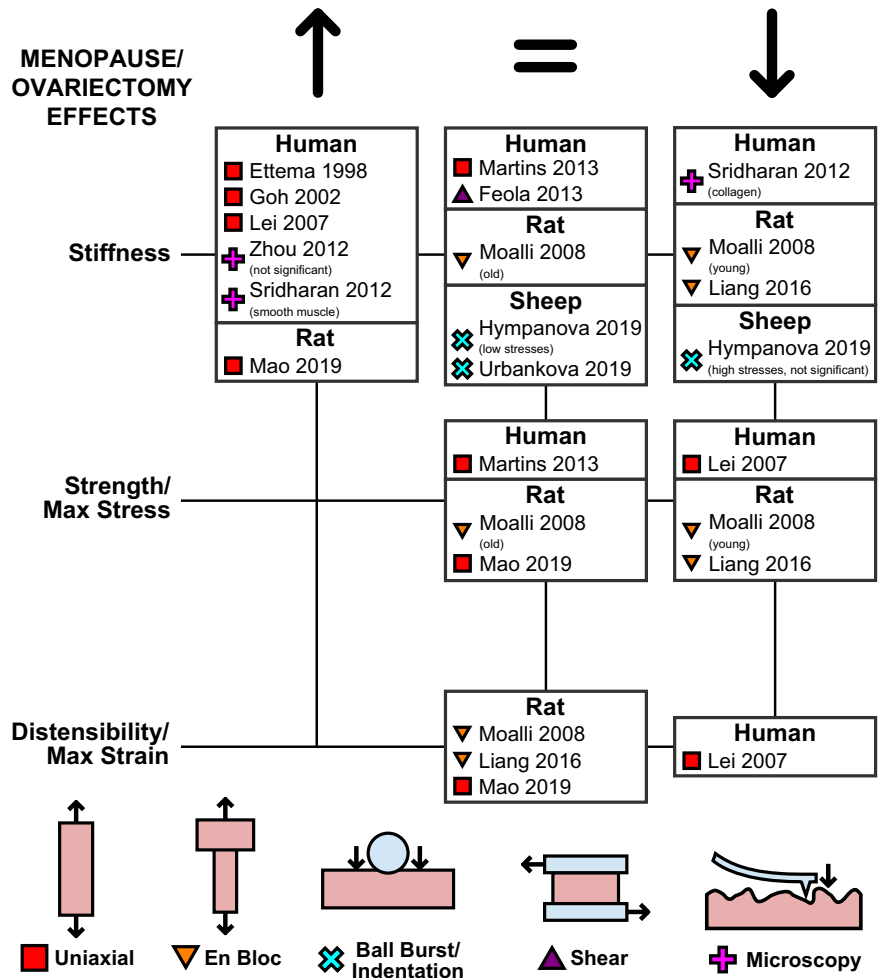 MENOPAUSE/
OVARIECTOMY
EFFECTS
=
Stiffness
Human
Ettema 1998
Goh 2002
Lei 2007
Zhou 2012
(not significant)
Sridharan 2012
(smooth muscle)
Rat
Mao 2019
Human
Martins 2013
Feola 2013
Rat
Moalli 2008
(old)
Sheep
Hympanova 2019
(low stresses)
Urbankova 2019
Human
Sridharan 2012
(collagen)
Rat
Moalli 2008
(young)
Liang 2016
Sheep
Hympanova 2019
(high stresses, not significant)
Strength/
Max Stress
Human
Martins 2013
Rat
Moalli 2008
(old)
Mao 2019
Human
Lei 2007
Rat
Moalli 2008
(young)
Liang 2016
Distensibility/
Max Strain
Rat
Moalli 2008
Liang 2016
Mao 2019
Human
Lei 2007
Uniaxial
En Bloc
Ball Burst/
Indentation
Shear
Microscopy